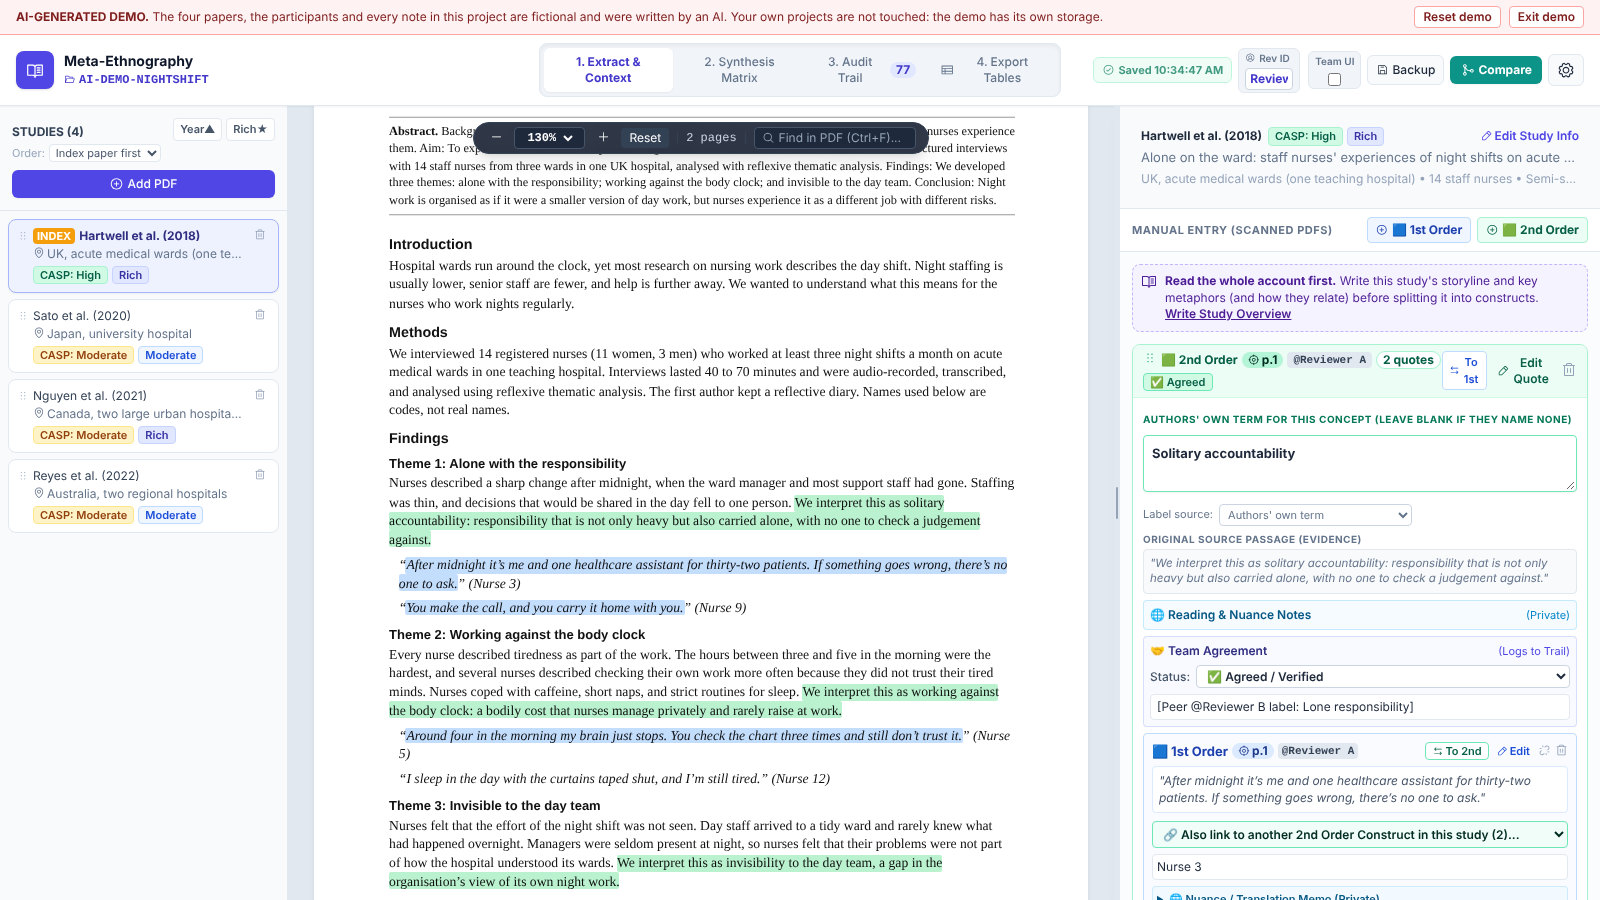 AI-GENERATED DEMO. The four papers, the participants and every note in this project are fictional and were written by an AI. Your own projects are not touched: the demo has its own storage.
Reset demo
Exit demo
Meta-Ethnography
AI-DEMO-NIGHTSHIFT
1. Extract & Context
2. Synthesis Matrix
3. Audit Trail 77
4. Export Tables
Saved 10:34:47 AM
Rev ID
Review
Team UI
Backup
Compare
STUDIES (4)
Year▲
Rich★
Order: Index paper first
Add PDF
INDEX Hartwell et al. (2018)
UK, acute medical wards (one te...
CASP: High
Rich
Sato et al. (2020)
Japan, university hospital
CASP: Moderate
Moderate
Nguyen et al. (2021)
Canada, two large urban hospita...
CASP: Moderate
Rich
Reyes et al. (2022)
Australia, two regional hospitals
CASP: Moderate
Moderate
130%
Reset
2 pages
Find in PDF (Ctrl+F)...
Abstract. nurses experience
them. Aim: To
with 14 staff nurses from three wards in one UK hospital, analysed with reflexive thematic analysis. Findings: We developed
three themes: alone with the responsibility; working against the body clock; and invisible to the day team. Conclusion: Night
work is organised as if it were a smaller version of day work, but nurses experience it as a different job with different risks.
Introduction
Hospital wards run around the clock, yet most research on nursing work describes the day shift. Night staffing is
usually lower, senior staff are fewer, and help is further away. We wanted to understand what this means for the
nurses who work nights regularly.
Methods
We interviewed 14 registered nurses (11 women, 3 men) who worked at least three night shifts a month on acute
medical wards in one teaching hospital. Interviews lasted 40 to 70 minutes and were audio-recorded, transcribed,
and analysed using reflexive thematic analysis. The first author kept a reflective diary. Names used below are
codes, not real names.
Findings
Theme 1: Alone with the responsibility
Nurses described a sharp change after midnight, when the ward manager and most support staff had gone. Staffing
was thin, and decisions that would be shared in the day fell to one person. We interpret this as solitary
accountability: responsibility that is not only heavy but also carried alone, with no one to check a judgement
against.
“After midnight it’s me and one healthcare assistant for thirty-two patients. If something goes wrong, there’s no
one to ask.” (Nurse 3)
“You make the call, and you carry it home with you.” (Nurse 9)
Theme 2: Working against the body clock
Every nurse described tiredness as part of the work. The hours between three and five in the morning were the
hardest, and several nurses described checking their own work more often because they did not trust their tired
minds. Nurses coped with caffeine, short naps, and strict routines for sleep. We interpret this as working against
the body clock: a bodily cost that nurses manage privately and rarely raise at work.
“Around four in the morning my brain just stops. You check the chart three times and still don’t trust it.” (Nurse
5)
“I sleep in the day with the curtains taped shut, and I’m still tired.” (Nurse 12)
Theme 3: Invisible to the day team
Nurses felt that the effort of the night shift was not seen. Day staff arrived to a tidy ward and rarely knew what
had happened overnight. Managers were seldom present at night, so nurses felt that their problems were not part
of how the hospital understood its wards. We interpret this as invisibility to the day team, a gap in the
organisation’s view of its own night work.
Hartwell et al. (2018) CASP: High Rich
Edit Study Info
Alone on the ward: staff nurses' experiences of night shifts on acute ...
UK, acute medical wards (one teaching hospital) • 14 staff nurses • Semi-s...
MANUAL ENTRY (SCANNED PDFS)
1st Order
2nd Order
Read the whole account first. Write this study's storyline and key
metaphors (and how they relate) before splitting it into constructs.
Write Study Overview
2nd Order p.1 @Reviewer A 2 quotes
To 1st
Edit Quote
Agreed
AUTHORS' OWN TERM FOR THIS CONCEPT (LEAVE BLANK IF THEY NAME NONE)
Solitary accountability
Label source: Authors' own term
ORIGINAL SOURCE PASSAGE (EVIDENCE)
"We interpret this as solitary accountability: responsibility that is not only
heavy but also carried alone, with no one to check a judgement against."
Reading & Nuance Notes (Private)
Team Agreement (Logs to Trail)
Status: Agreed / Verified
[Peer @Reviewer B label: Lone responsibility]
1st Order p.1 @Reviewer A
To 2nd
Edit
"After midnight it’s me and one healthcare assistant for thirty-two
patients. If something goes wrong, there’s no one to ask."
Also link to another 2nd Order Construct in this study (2)...
Nurse 3
Nuance / Translation Memo (Private)